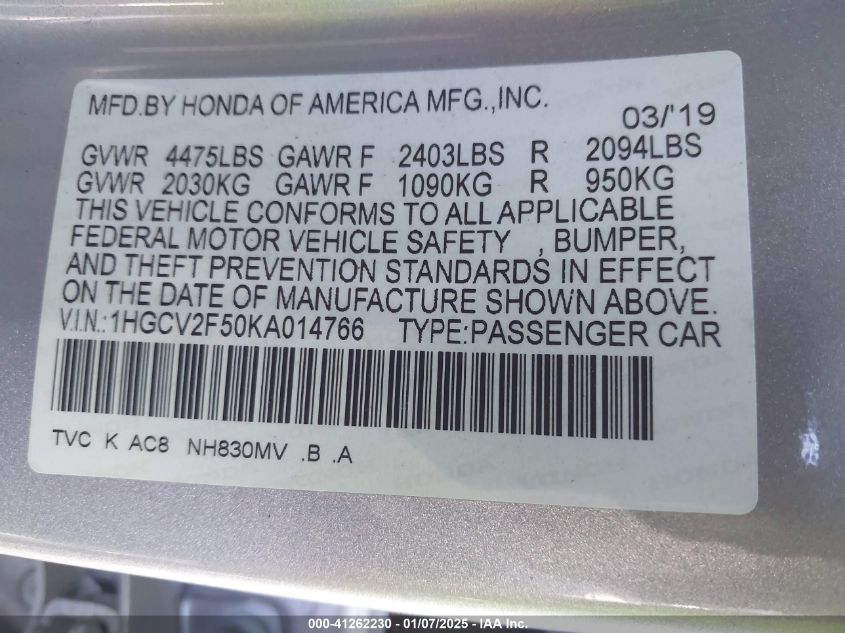 MFD.BY HONDA OF AMERICA MFG.,INC.
03/'19
GVWR 4475LBS GAWR F 2403LBS R 2094LBS
GVWR 2030KG GAWR F 1090KG R 950KG
THIS VEHICLE CONFORMS TO ALL APPLICABLE
FEDERAL MOTOR VEHICLE SAFETY , BUMPER,
AND THEFT PREVENTION STANDARDS IN EFFECT
ON THE DATE OF MANUFACTURE SHOWN ABOVE.
V.I.N.:1HGCV2F50KA014766 TYPE:PASSENGER CAR
TVC K AC8 NH830MV .B .A
000-41262230 - 01/07/2025 - IAA Inc.